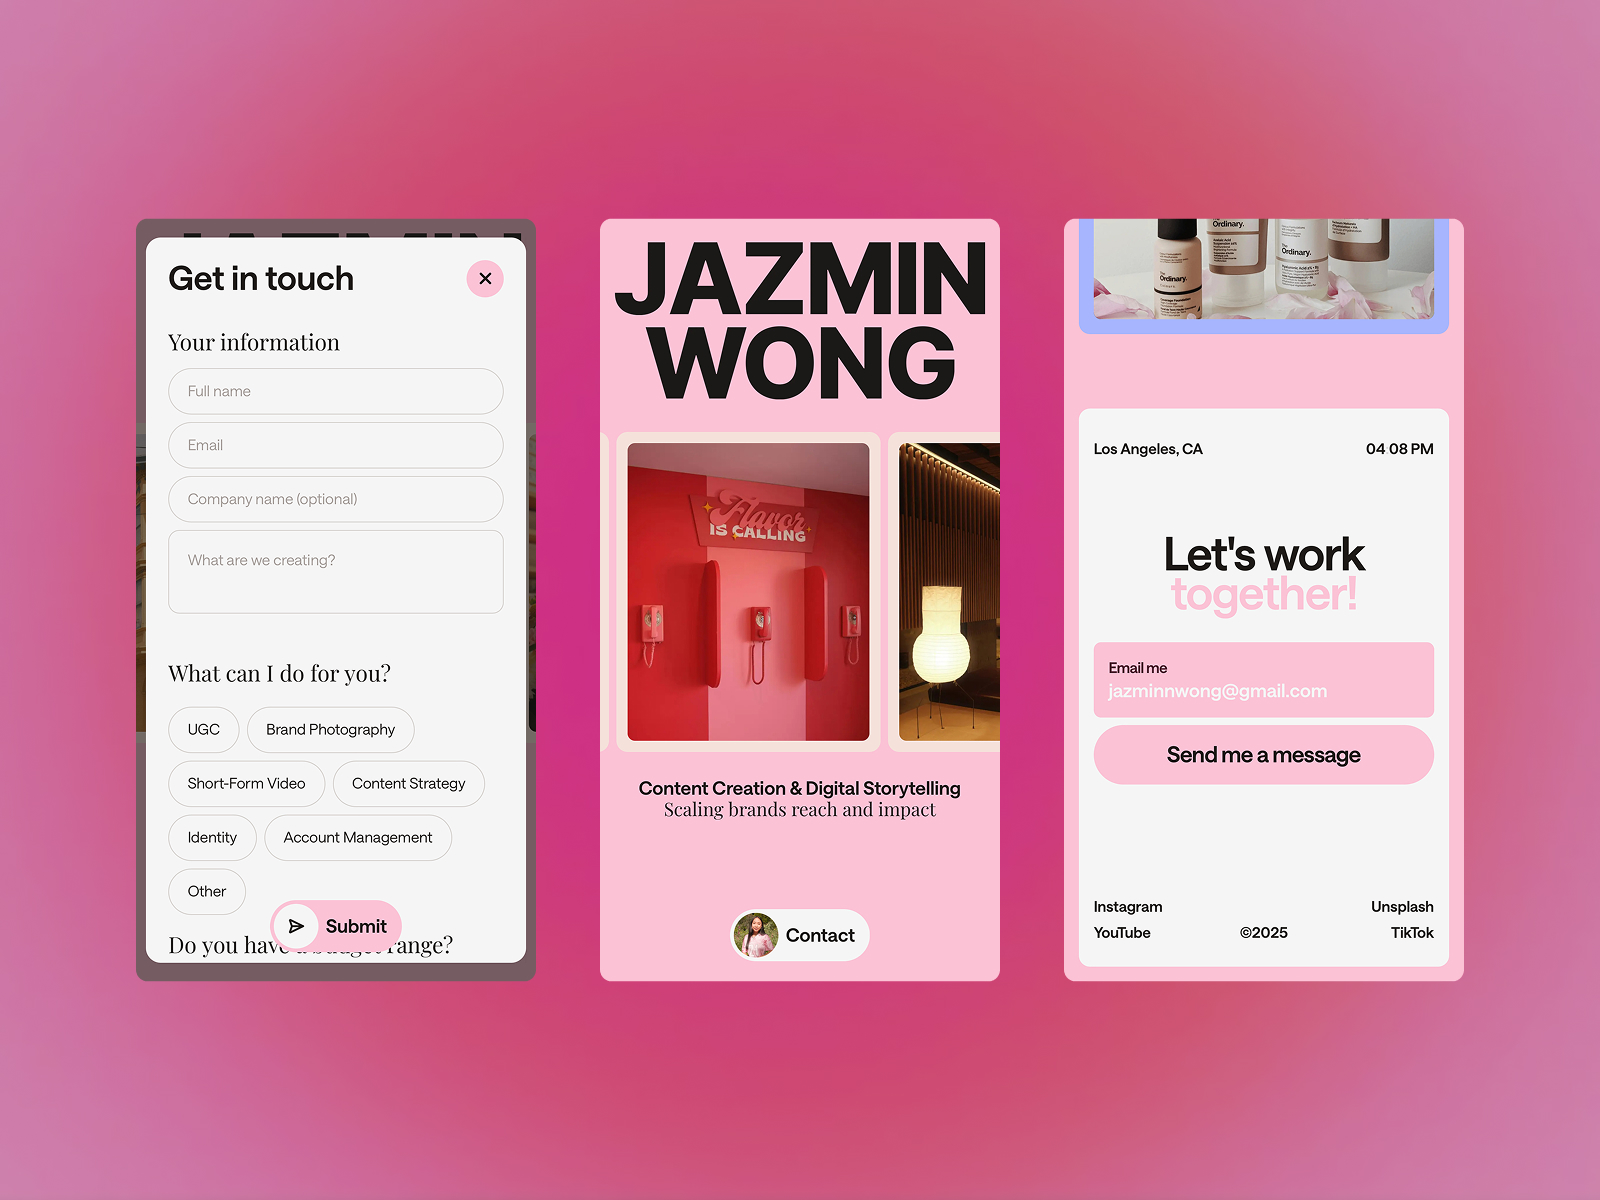 Get in touch
Your information
Full name
Email
Company name (optional)
What are we creating?
What can I do for you?
UGC
Brand Photography
Short-Form Video
Content Strategy
Identity
Account Management
Other
Submit
Do you have a budget range?
JAZMIN
WONG
Flavor
IS CALLING
Content Creation & Digital Storytelling
Scaling brands reach and impact
Contact
Ordinary.
The
Ordinary.
The
Ordinary.
Los Angeles, CA
04 08 PM
Let's work
together!
Email me
jazminnwong@gmail.com
Send me a message
Instagram
Unsplash
YouTube
©2025
TikTok